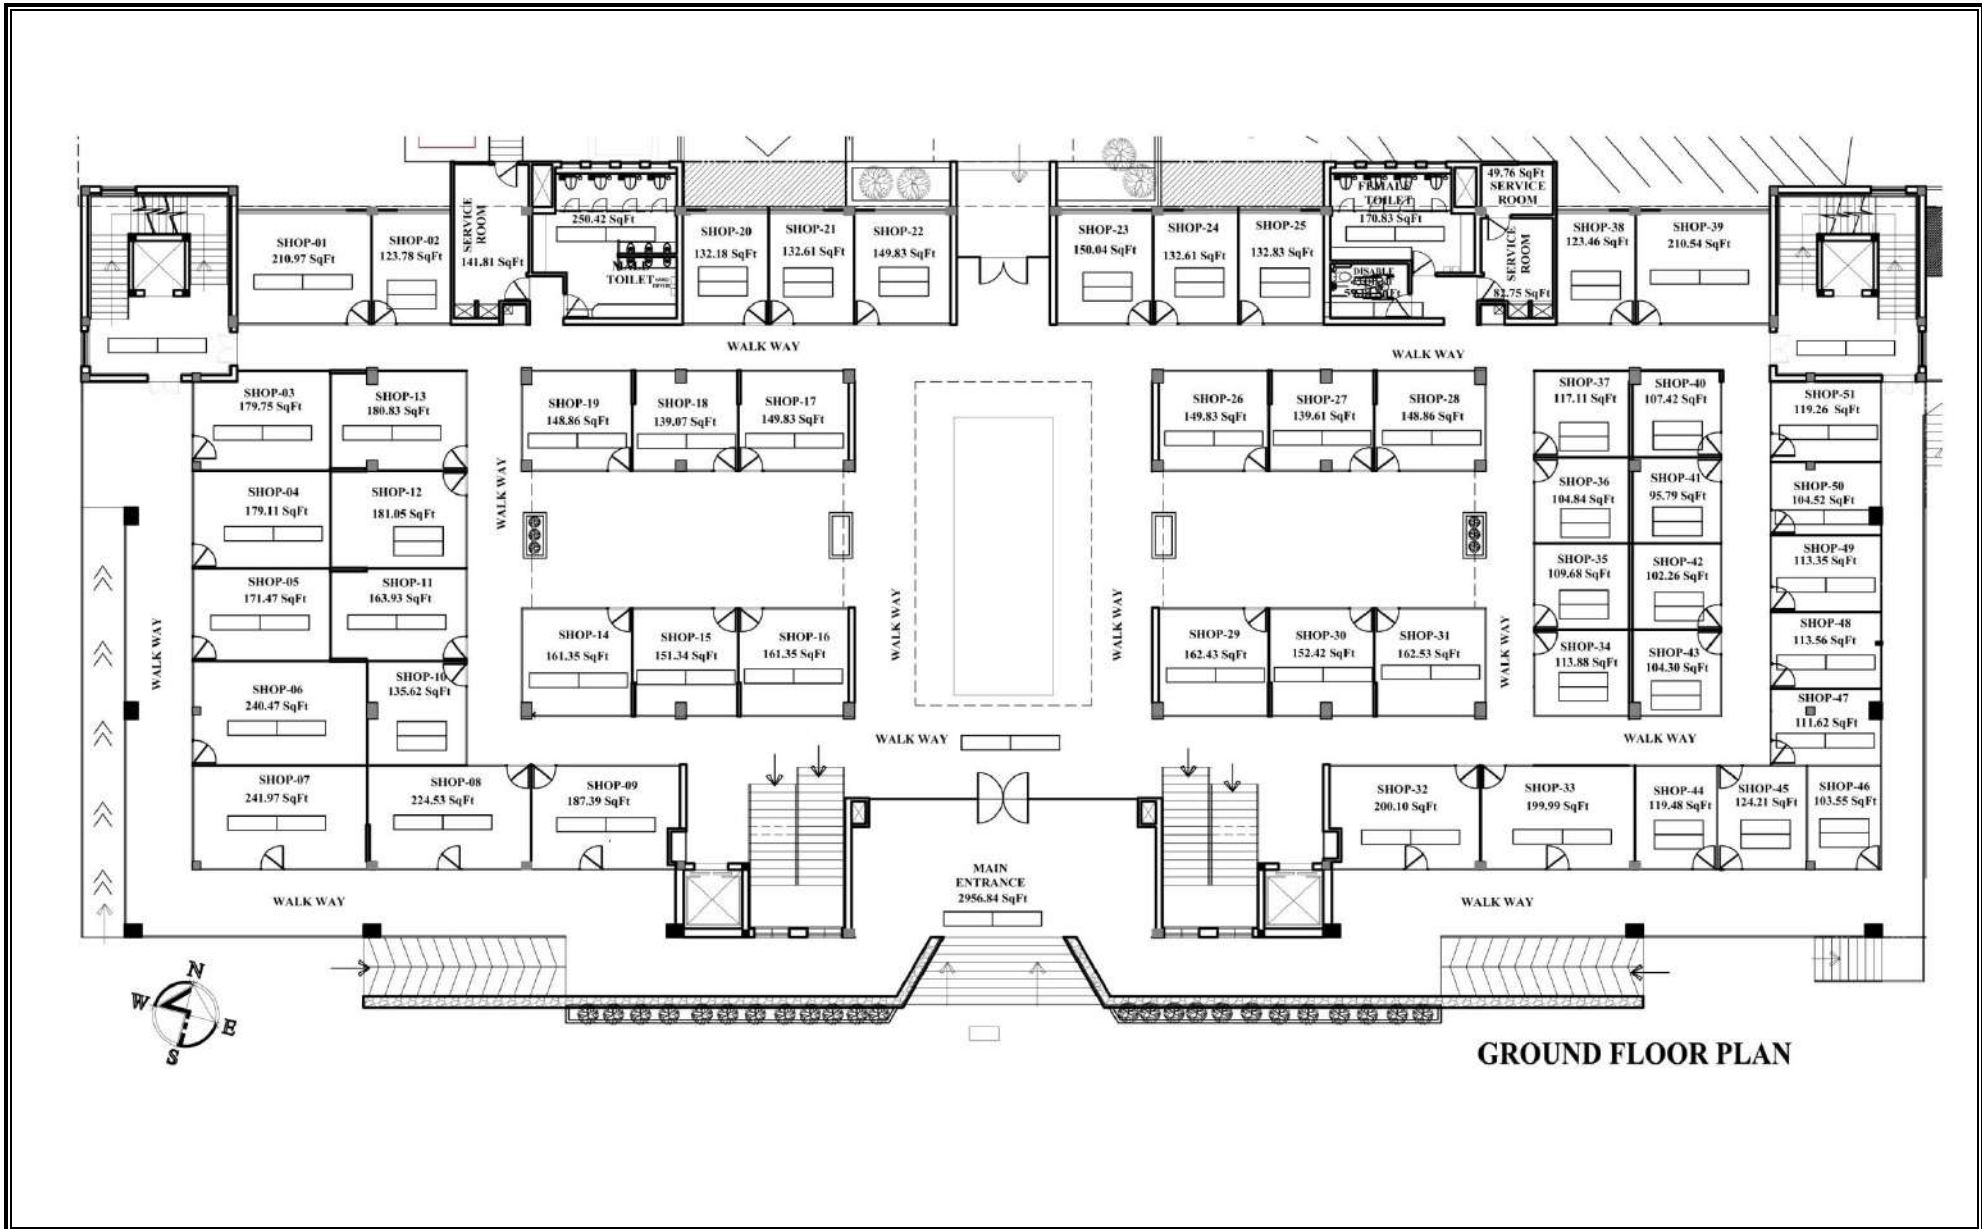 49.76 SqFt
SERVICE
ROOM
FEMALE
TOILET
170.83 SqFt
250.42 SqFt
MALE
TOILET
SERVICE
ROOM
141.81 SqFt
SHOP-01
210.97 SqFt
SHOP-02
123.78 SqFt
SHOP-20
132.18 SqFt
SHOP-21
132.61 SqFt
SHOP-22
149.83 SqFt
SHOP-23
150.04 SqFt
SHOP-24
132.61 SqFt
SHOP-25
132.83 SqFt
DISABLE
SERVICE
ROOM
82.75 SqFt
SHOP-38
123.46 SqFt
SHOP-39
210.54 SqFt
WALK WAY
WALK WAY
SHOP-03
179.75 SqFt
SHOP-13
180.83 SqFt
SHOP-19
148.86 SqFt
SHOP-18
139.07 SqFt
SHOP-17
149.83 SqFt
SHOP-26
149.83 SqFt
SHOP-27
139.61 SqFt
SHOP-28
148.86 SqFt
SHOP-37
117.11 SqFt
SHOP-40
107.42 SqFt
SHOP-51
119.26 SqFt
SHOP-04
179.11 SqFt
SHOP-12
181.05 SqFt
WALK WAY
SHOP-36
104.84 SqFt
SHOP-41
95.79 SqFt
SHOP-50
104.52 SqFt
SHOP-05
171.47 SqFt
SHOP-11
163.93 SqFt
SHOP-35
109.68 SqFt
SHOP-42
102.26 SqFt
SHOP-49
113.35 SqFt
WALK WAY
SHOP-14
161.35 SqFt
SHOP-15
151.34 SqFt
SHOP-16
161.35 SqFt
WALK WAY
WALK WAY
SHOP-29
162.43 SqFt
SHOP-30
152.42 SqFt
SHOP-31
162.53 SqFt
WALK WAY
SHOP-34
113.88 SqFt
SHOP-43
104.30 SqFt
SHOP-48
113.56 SqFt
SHOP-06
240.47 SqFt
SHOP-10
135.62 SqFt
SHOP-47
111.62 SqFt
WALK WAY
WALK WAY
SHOP-07
241.97 SqFt
SHOP-08
224.53 SqFt
SHOP-09
187.39 SqFt
SHOP-32
200.10 SqFt
SHOP-33
199.99 SqFt
SHOP-44
119.48 SqFt
SHOP-45
124.21 SqFt
SHOP-46
103.55 SqFt
MAIN
ENTRANCE
2956.84 SqFt
WALK WAY
WALK WAY
N
W
E
S
GROUND FLOOR PLAN